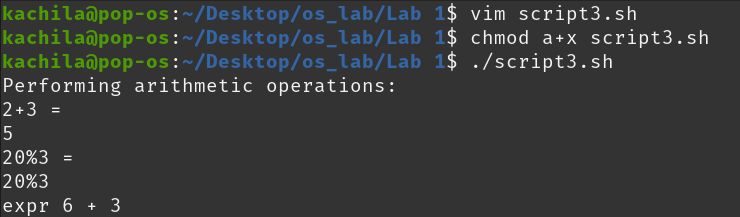 kachila@pop-os:~/Desktop/os_lab/Lab 1$ vim script3.sh
kachila@pop-os:~/Desktop/os_lab/Lab 1$ chmod a+x script3.sh
kachila@pop-os:~/Desktop/os_lab/Lab 1$ ./script3.sh
Performing arithmetic operations:
2+3 =
5
20%3 =
20%3
expr 6 + 3